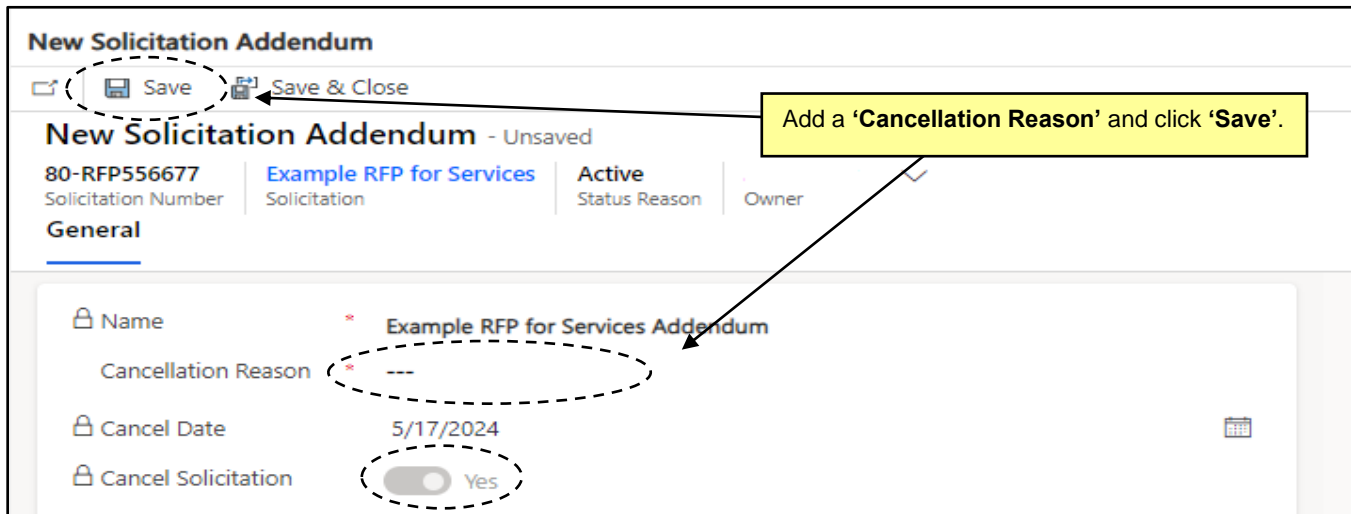 New Solicitation Addendum
Save Save & Close
Add a ‘Cancellation Reason’ and click ‘Save’.
New Solicitation Addendum - Unsaved
80-RFP556677 Example RFP for Services Active
Solicitation Number Solicitation Status Reason Owner
General
Name * Example RFP for Services Addendum
Cancellation Reason * ---
Cancel Date 5/17/2024
Cancel Solicitation Yes